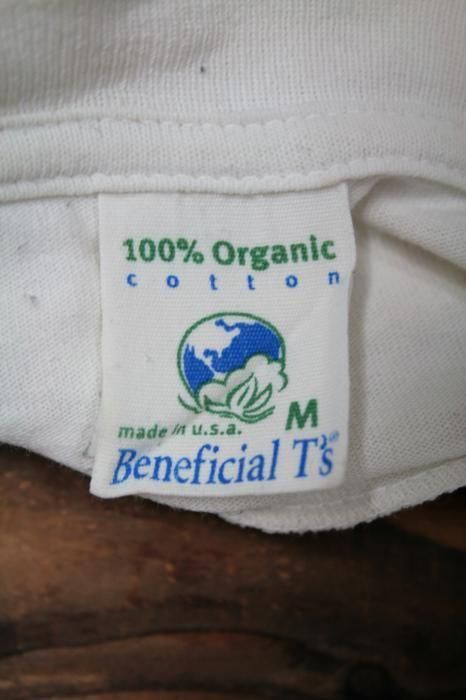 100% Organic
cotton
M
made in u.s.a.
Beneficial T's